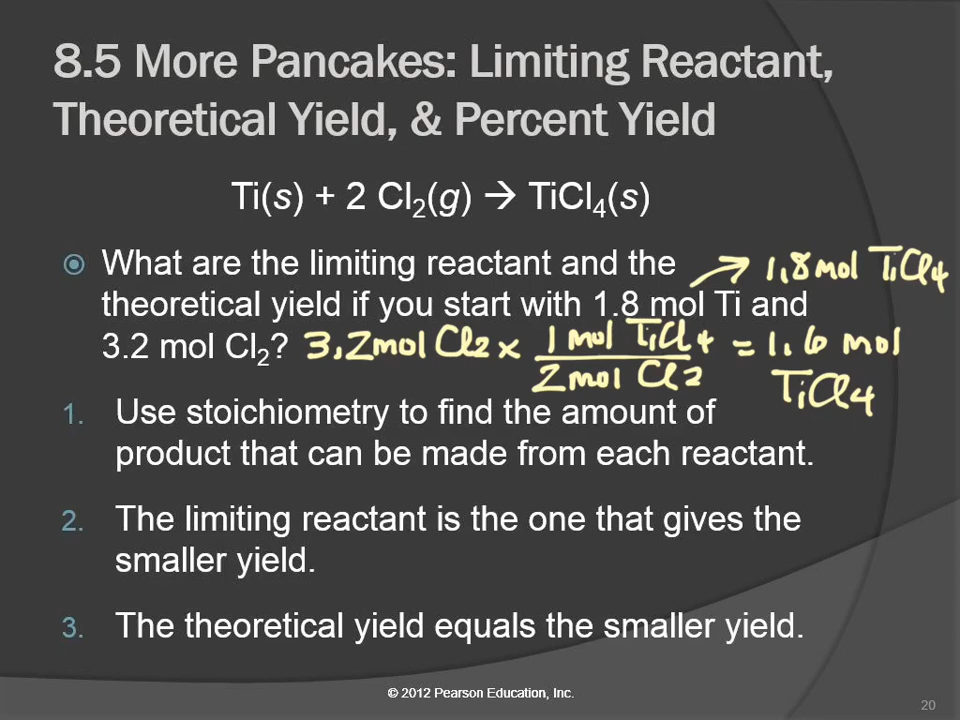 8.5 More Pancakes: Limiting Reactant,
Theoretical Yield, & Percent Yield
Ti(s) + 2 Cl₂(g) → TiCl₄(s)
What are the limiting reactant and the → 1.8 mol TiCl4
theoretical yield if you start with 1.8 mol Ti and
3.2 mol Cl₂? 3.2 mol Cl2 × 1 mol TiCl4 / 2 mol Cl2 = 1.6 mol
TiCl4
1. Use stoichiometry to find the amount of
product that can be made from each reactant.
2. The limiting reactant is the one that gives the
smaller yield.
3. The theoretical yield equals the smaller yield.
© 2012 Pearson Education, Inc.
20